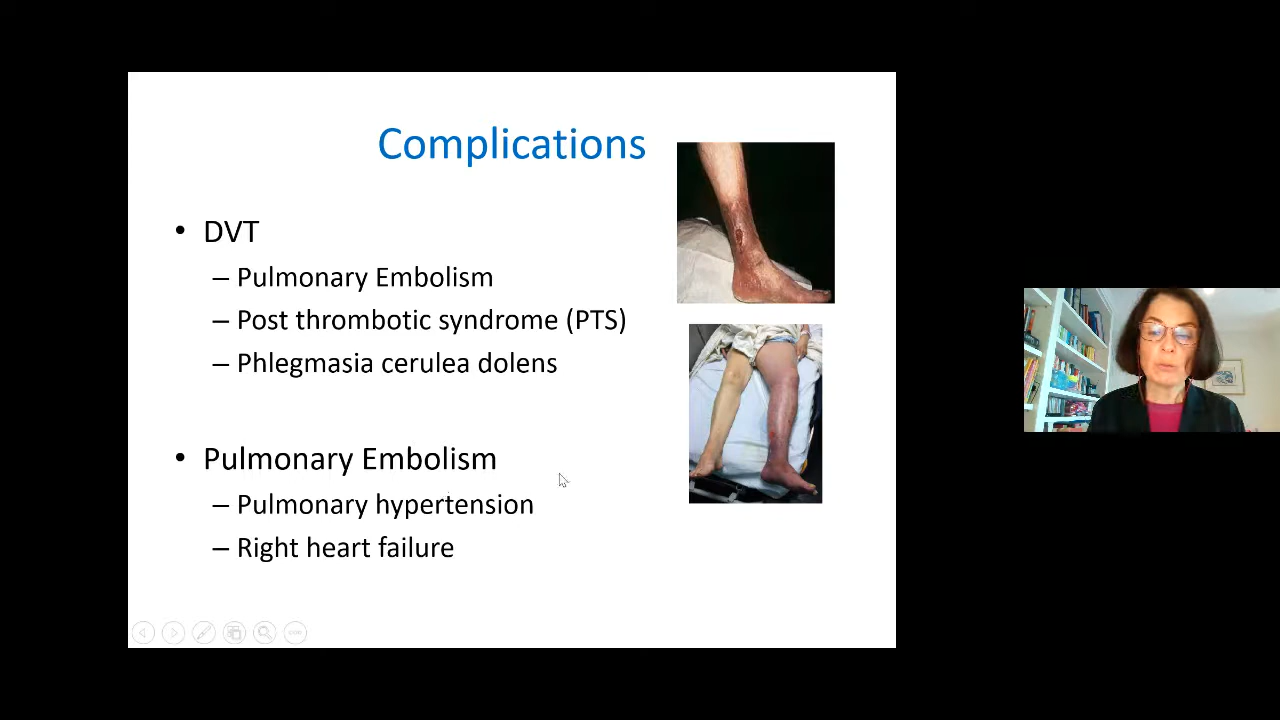 Complications
• DVT
– Pulmonary Embolism
– Post thrombotic syndrome (PTS)
– Phlegmasia cerulea dolens
• Pulmonary Embolism
– Pulmonary hypertension
– Right heart failure